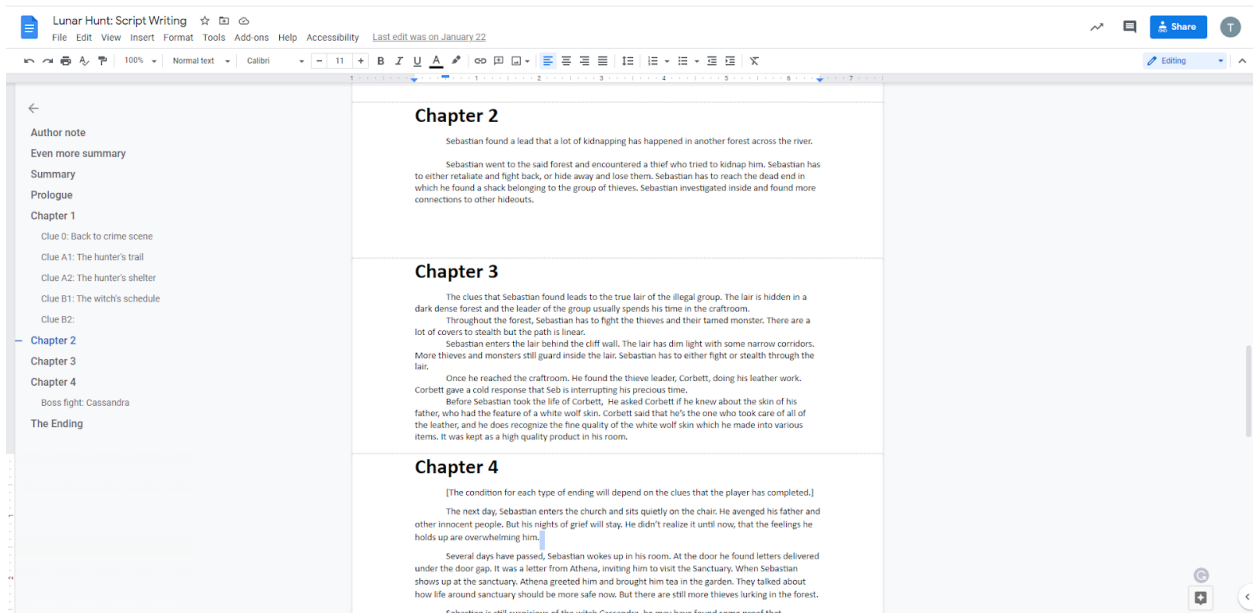 Lunar Hunt: Script Writing
File Edit View Insert Format Tools Add-ons Help Accessibility Last edit was on January 22
Share
T
100% Normal text Calibri - 11 + B I U A
Editing
1 1 2 3 4 5 6 7
Author note
Even more summary
Summary
Prologue
Chapter 1
Clue 0: Back to crime scene
Clue A1: The hunter's trail
Clue A2: The hunter's shelter
Clue B1: The witch's schedule
Clue B2:
Chapter 2
Chapter 3
Chapter 4
Boss fight: Cassandra
The Ending
Chapter 2
Sebastian found a lead that a lot of kidnapping has happened in another forest across the river.
Sebastian went to the said forest and encountered a thief who tried to kidnap him. Sebastian has
to either retaliate and fight back, or hide away and lose them. Sebastian has to reach the dead end in
which he found a shack belonging to the group of thieves. Sebastian investigated inside and found more
connections to other hideouts.
Chapter 3
The clues that Sebastian found leads to the true lair of the illegal group. The lair is hidden in a
dark dense forest and the leader of the group usually spends his time in the craftroom.
Throughout the forest, Sebastian has to fight the thieves and their tamed monster. There are a
lot of covers to stealth but the path is linear.
Sebastian enters the lair behind the cliff wall. The lair has dim light with some narrow corridors.
More thieves and monsters still guard inside the lair. Sebastian has to either fight or stealth through the
lair.
Once he reached the craftroom. He found the thieve leader, Corbett, doing his leather work.
Corbett gave a cold response that Seb is interrupting his precious time.
Before Sebastian took the life of Corbett, He asked Corbett if he knew about the skin of his
father, who had the feature of a white wolf skin. Corbett said that he's the one who took care of all of
the leather, and he does recognize the fine quality of the white wolf skin which he made into various
items. It was kept as a high quality product in his room.
Chapter 4
[The condition for each type of ending will depend on the clues that the player has completed.]
The next day, Sebastian enters the church and sits quietly on the chair. He avenged his father and
other innocent people. But his nights of grief will stay. He didn't realize it until now, that the feelings he
holds up are overwhelming him.
Several days have passed, Sebastian wokes up in his room. At the door he found letters delivered
under the door gap. It was a letter from Athena, inviting him to visit the Sanctuary. When Sebastian
shows up at the sanctuary. Athena greeted him and brought him tea in the garden. They talked about
how life around sanctuary should be more safe now. But there are still more thieves lurking in the forest.
Sebastian is still suspicious of the witch Cassandra, he may have found some proof that